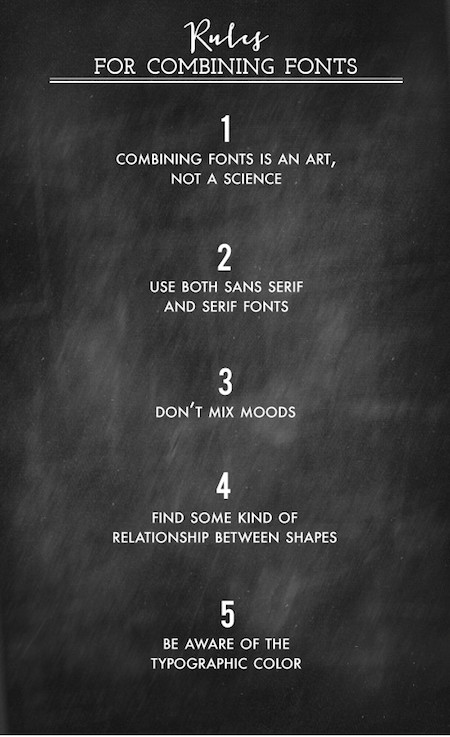 Rules
FOR COMBINING FONTS
1
COMBINING FONTS IS AN ART,
NOT A SCIENCE
2
USE BOTH SANS SERIF
AND SERIF FONTS
3
DON'T MIX MOODS
4
FIND SOME KIND OF
RELATIONSHIP BETWEEN SHAPES
5
BE AWARE OF THE
TYPOGRAPHIC COLOR